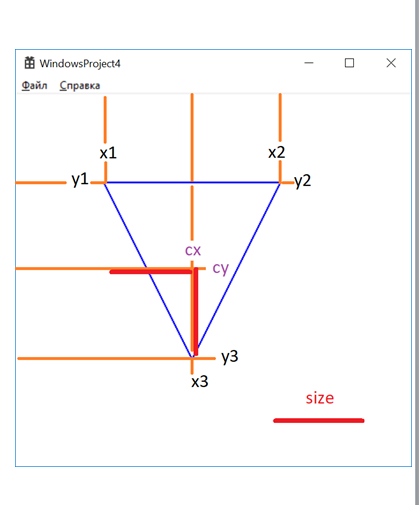 WindowsProject4
Файл Справка
x1 x2
y1 y2
cx
cy
y3
x3
size